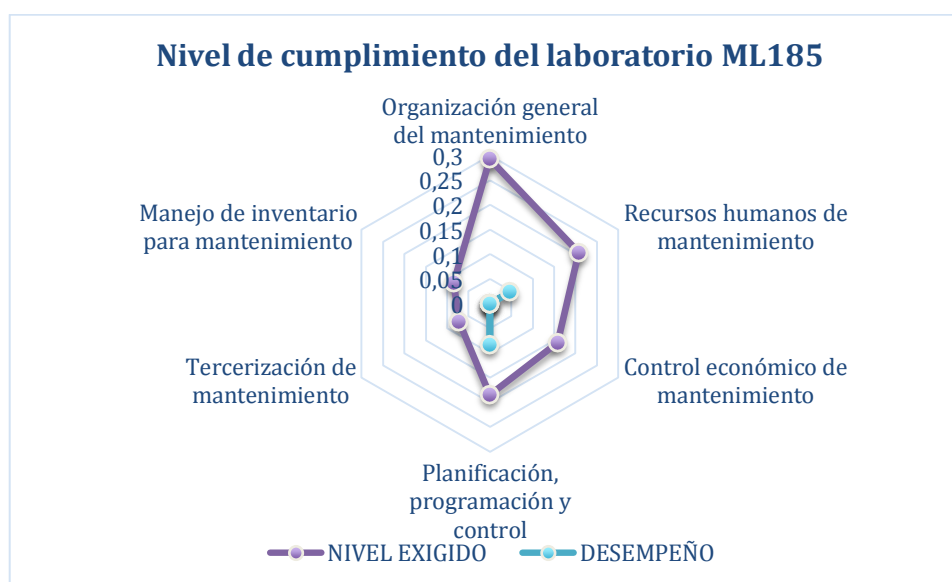 Nivel de cumplimiento del laboratorio ML185
Organización general
del mantenimiento
0,3
0,25
0,2
0,15
0,1
0,05
0
Recursos humanos de
mantenimiento
Control económico de
mantenimiento
Planificación,
programación y
control
Tercerización de
mantenimiento
Manejo de inventario
para mantenimiento
NIVEL EXIGIDO
DESEMPEÑO